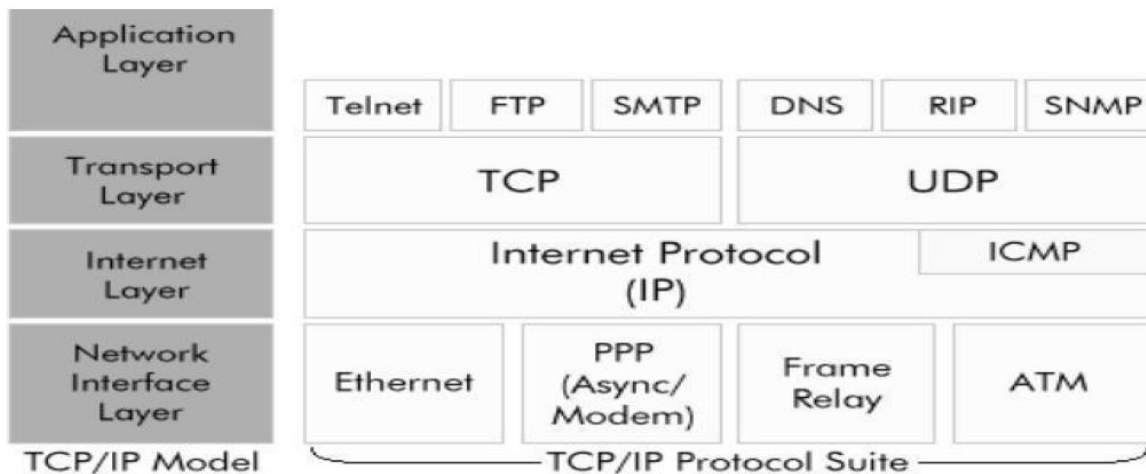 Application
Layer
Telnet FTP SMTP DNS RIP SNMP
Transport
Layer
TCP UDP
Internet
Layer
Internet Protocol
(IP)
ICMP
Network
Interface
Layer
Ethernet
PPP
(Async/
Modem)
Frame
Relay
ATM
TCP/IP Model
TCP/IP Protocol Suite